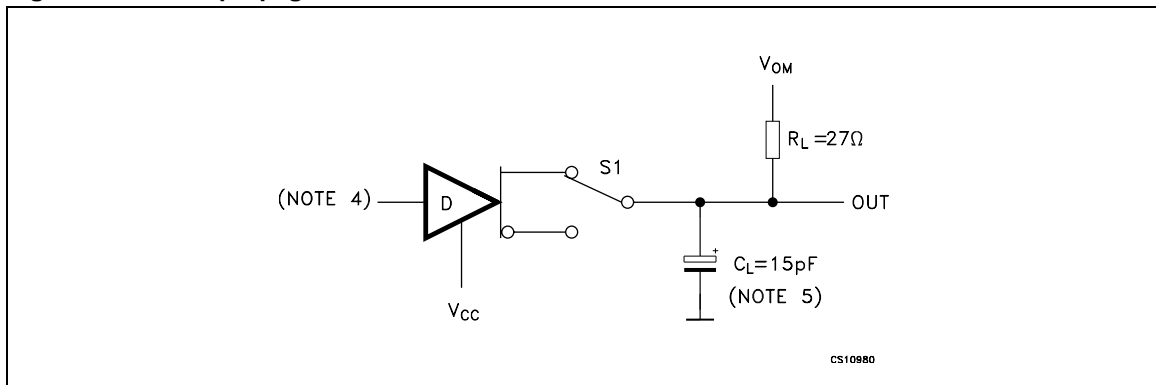 V_OM
R_L=27Ω
S1
(NOTE 4)
D
OUT
+
C_L=15pF
(NOTE 5)
V_CC
CS10980